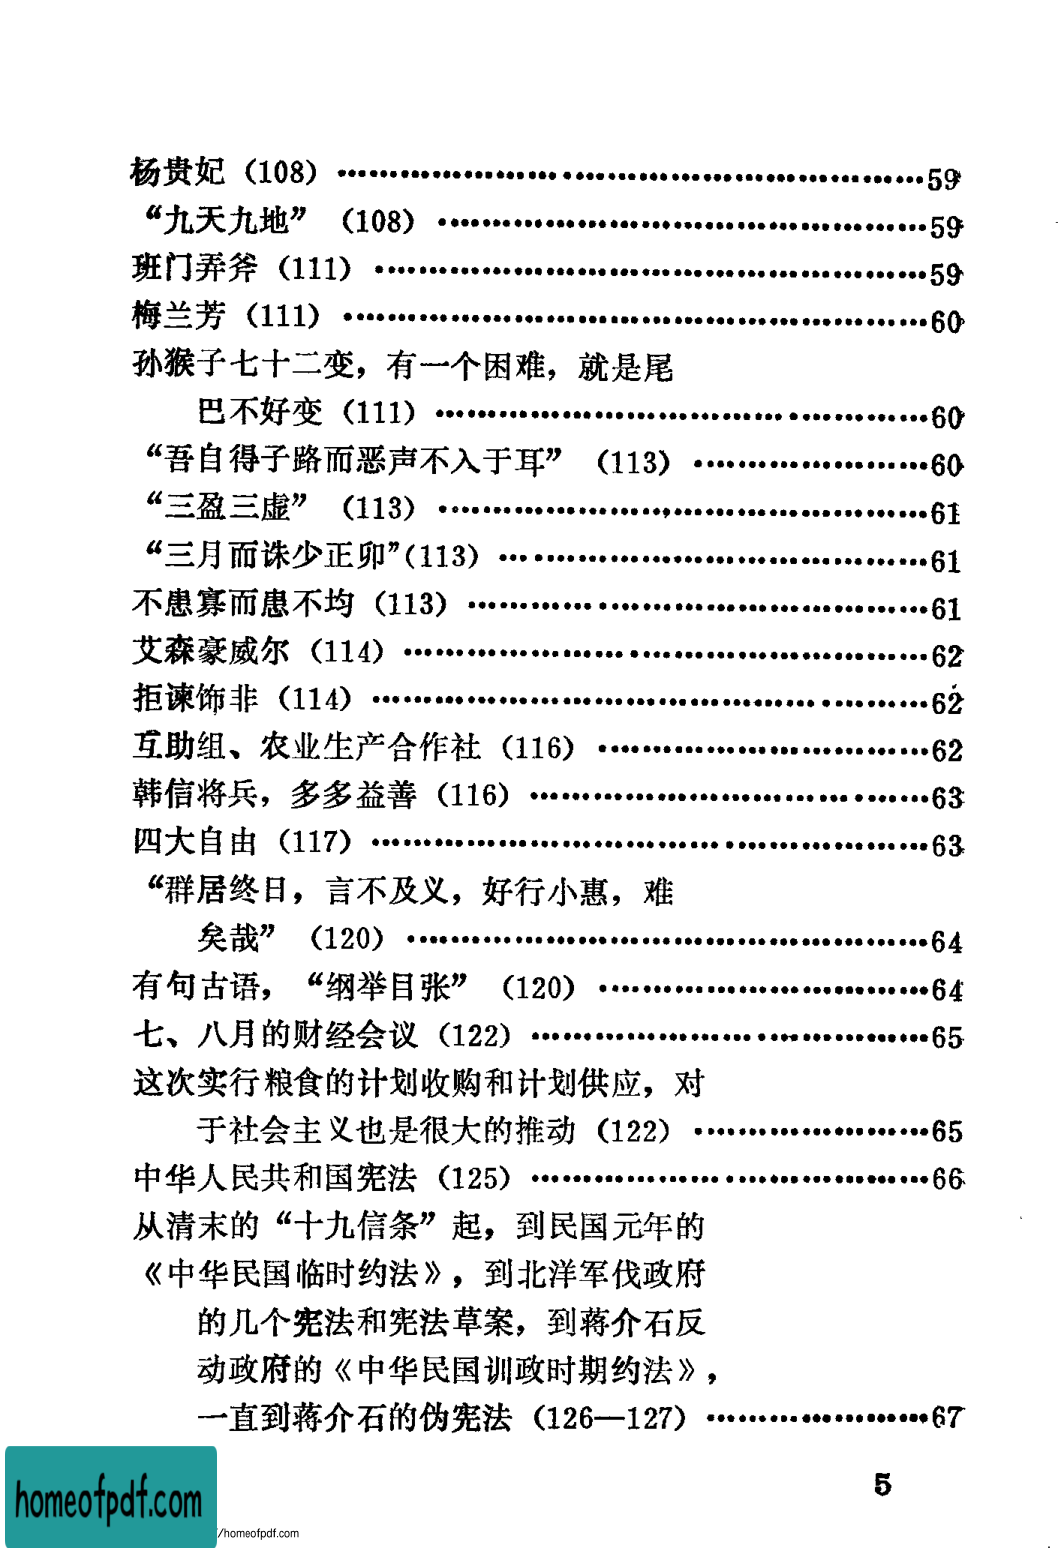 杨贵妃（108）……………………………………………59
“九天九地”（108）……………………………………59
班门弄斧（111）…………………………………………59
梅兰芳（111）……………………………………………60
孙猴子七十二变，有一个困难，就是尾
巴不好变（111）……………………………………60
“吾自得子路而恶声不入于耳”（113）…………………60
“三盈三虚”（113）……………………………………61
“三月而诛少正卯”（113）………………………………61
不患寡而患不均（113）…………………………………61
艾森豪威尔（114）………………………………………62
拒谏饰非（114）…………………………………………62
互助组、农业生产合作社（116）………………………62
韩信将兵，多多益善（116）……………………………63
四大自由（117）…………………………………………63
“群居终日，言不及义，好行小惠，难
矣哉”（120）………………………………………64
有句古语，“纲举目张”（120）………………………64
七、八月的财经会议（122）……………………………65
这次实行粮食的计划收购和计划供应，对
于社会主义也是很大的推动（122）…………………65
中华人民共和国宪法（125）……………………………66
从清末的“十九信条”起，到民国元年的
《中华民国临时约法》，到北洋军伐政府
的几个宪法和宪法草案，到蒋介石反
动政府的《中华民国训政时期约法》，
一直到蒋介石的伪宪法（126—127）…………………67
5
homeofpdf.com
/homeofpdf.com